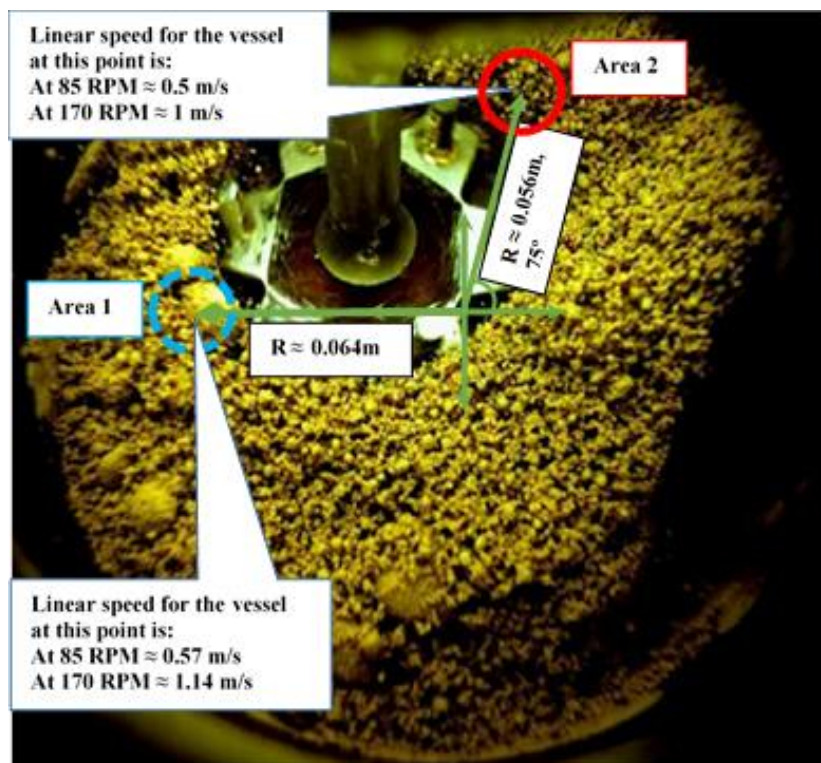 Linear speed for the vessel
at this point is:
At 85 RPM ≈ 0.5 m/s
At 170 RPM ≈ 1 m/s
Area 2
R ≈ 0.056m,
75°
Area 1
R ≈ 0.064m
Linear speed for the vessel
at this point is:
At 85 RPM ≈ 0.57 m/s
At 170 RPM ≈ 1.14 m/s